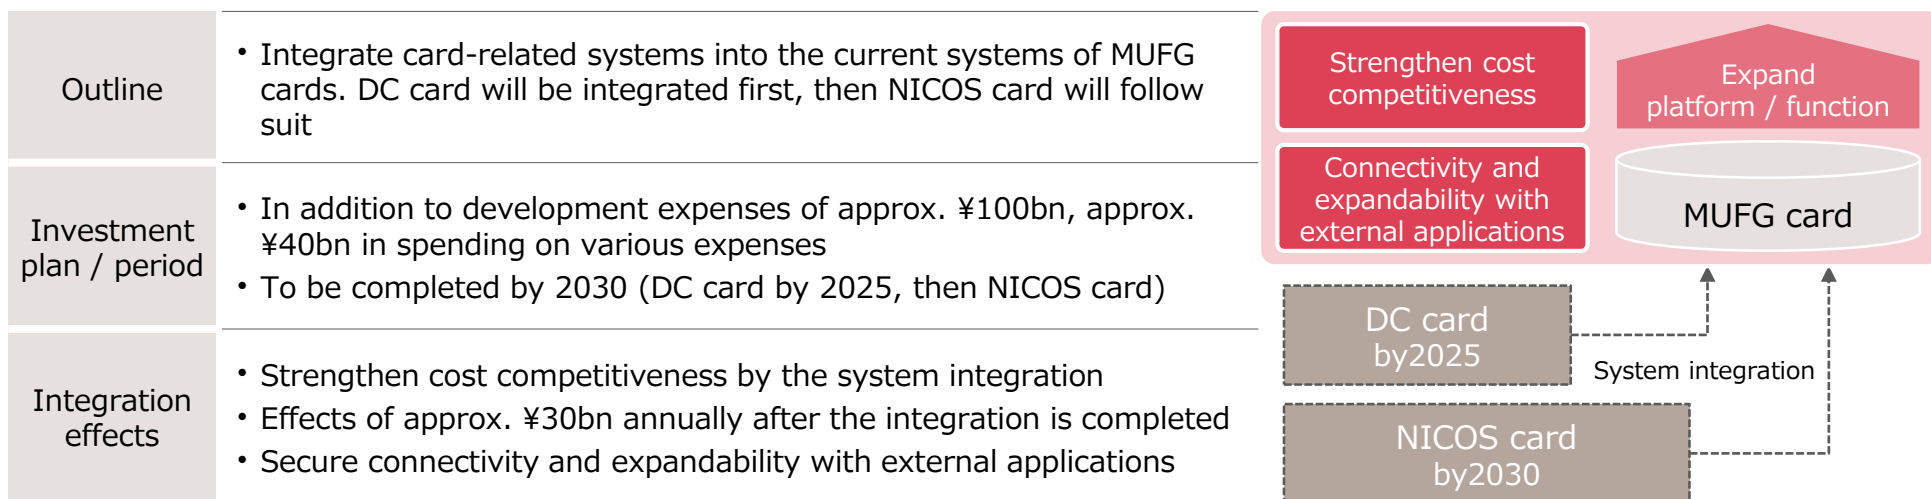 Outline
• Integrate card-related systems into the current systems of MUFG
cards. DC card will be integrated first, then NICOS card will follow
suit
Investment
plan / period
• In addition to development expenses of approx. ¥100bn, approx.
¥40bn in spending on various expenses
• To be completed by 2030 (DC card by 2025, then NICOS card)
Integration
effects
• Strengthen cost competitiveness by the system integration
• Effects of approx. ¥30bn annually after the integration is completed
• Secure connectivity and expandability with external applications
Strengthen cost
competitiveness
Expand
platform / function
Connectivity and
expandability with
external applications
MUFG card
DC card
by2025
System integration
NICOS card
by2030